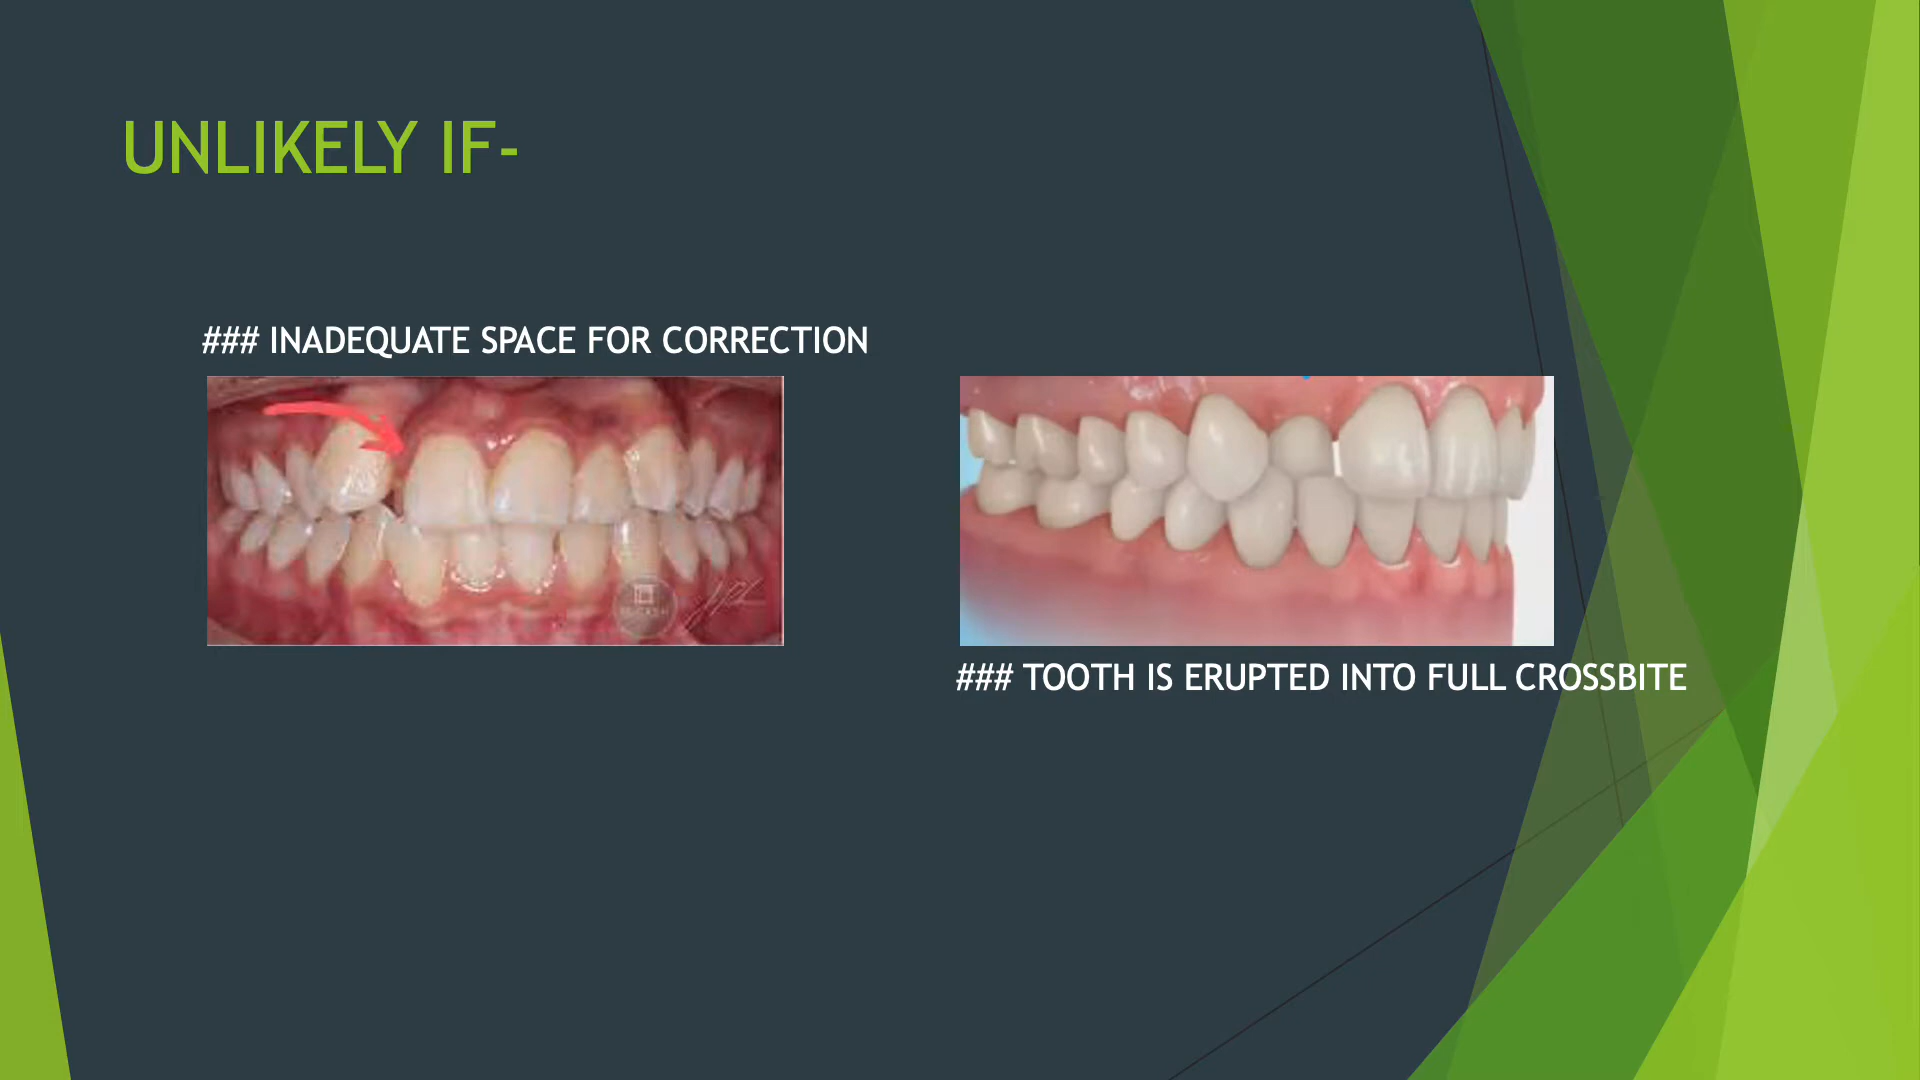 UNLIKELY IF-
### INADEQUATE SPACE FOR CORRECTION
### TOOTH IS ERUPTED INTO FULL CROSSBITE